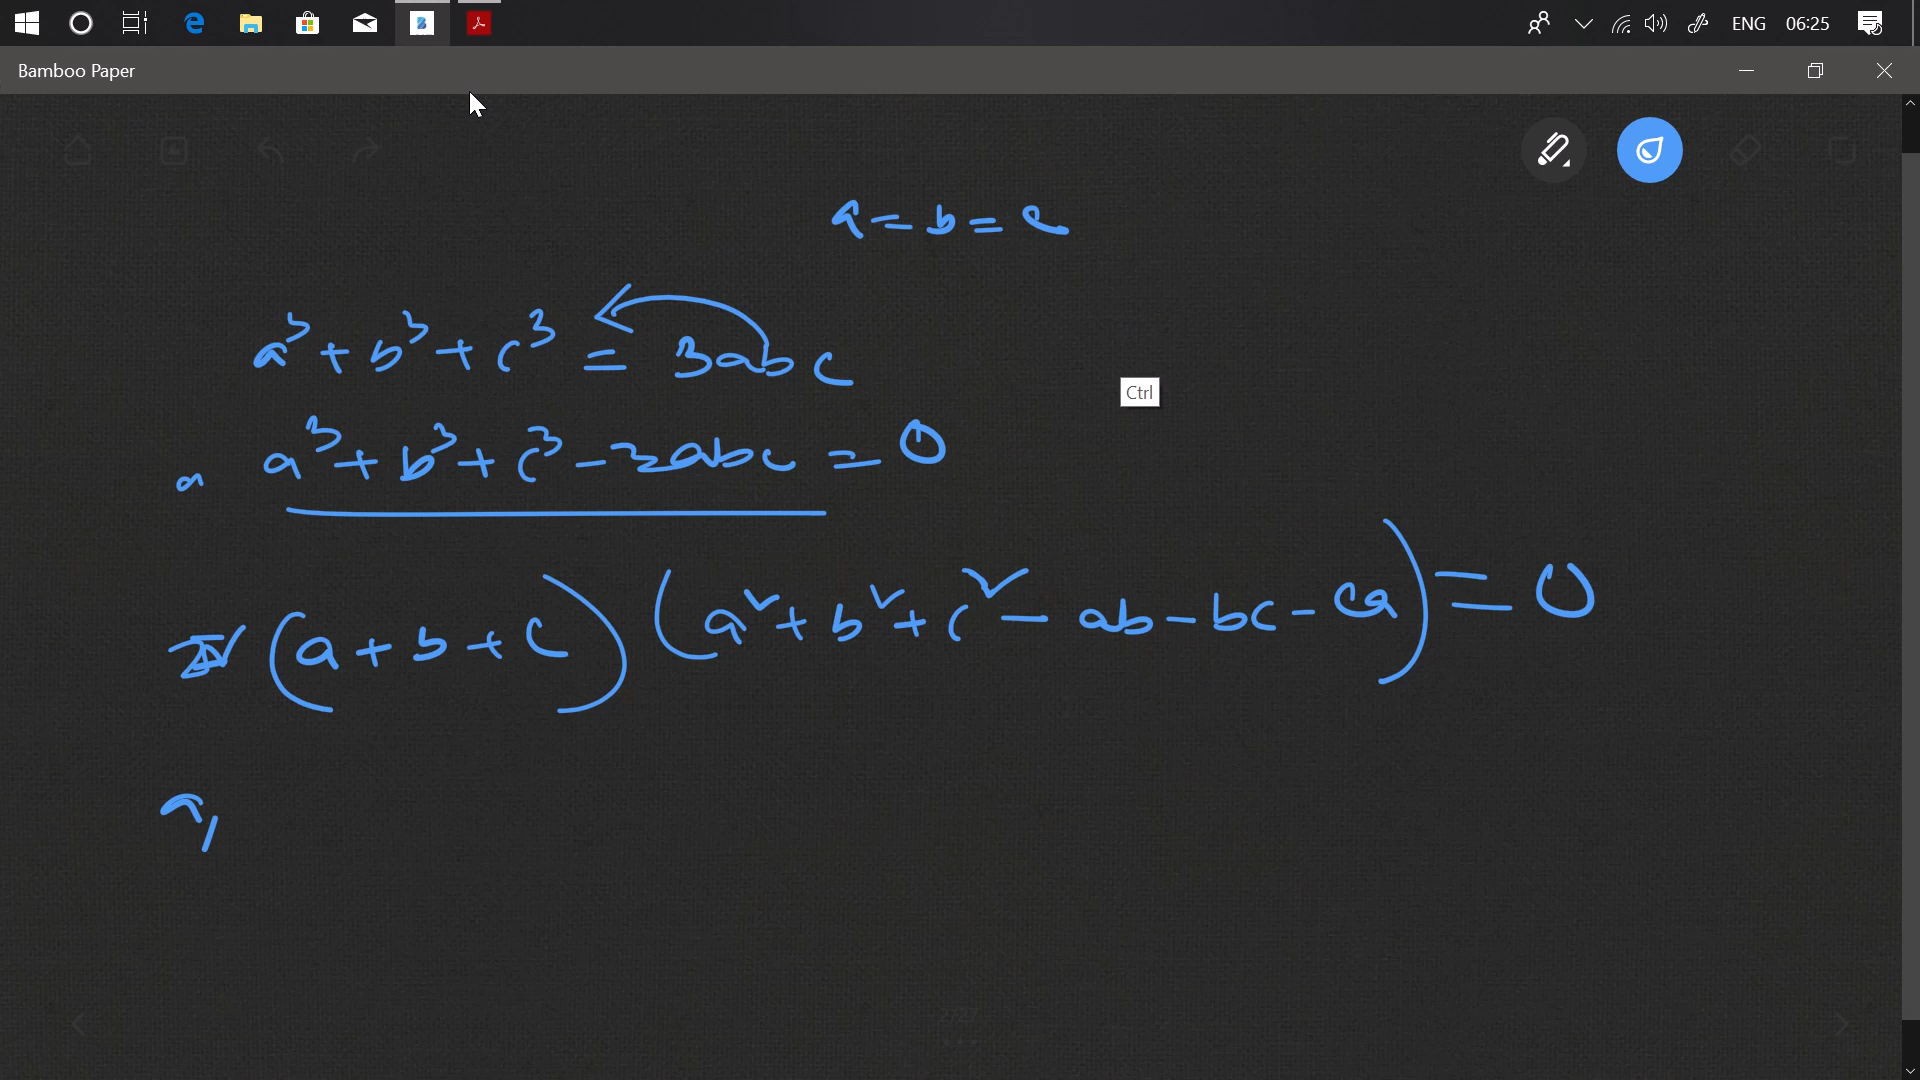 ENG 06:25
Bamboo Paper
a = b = c
a³ + b³ + c³ = 3abc
Ctrl
a³ + b³ + c³ - 3abc = 0
(a + b + c) (a² + b² + c² - ab - bc - ca) = 0